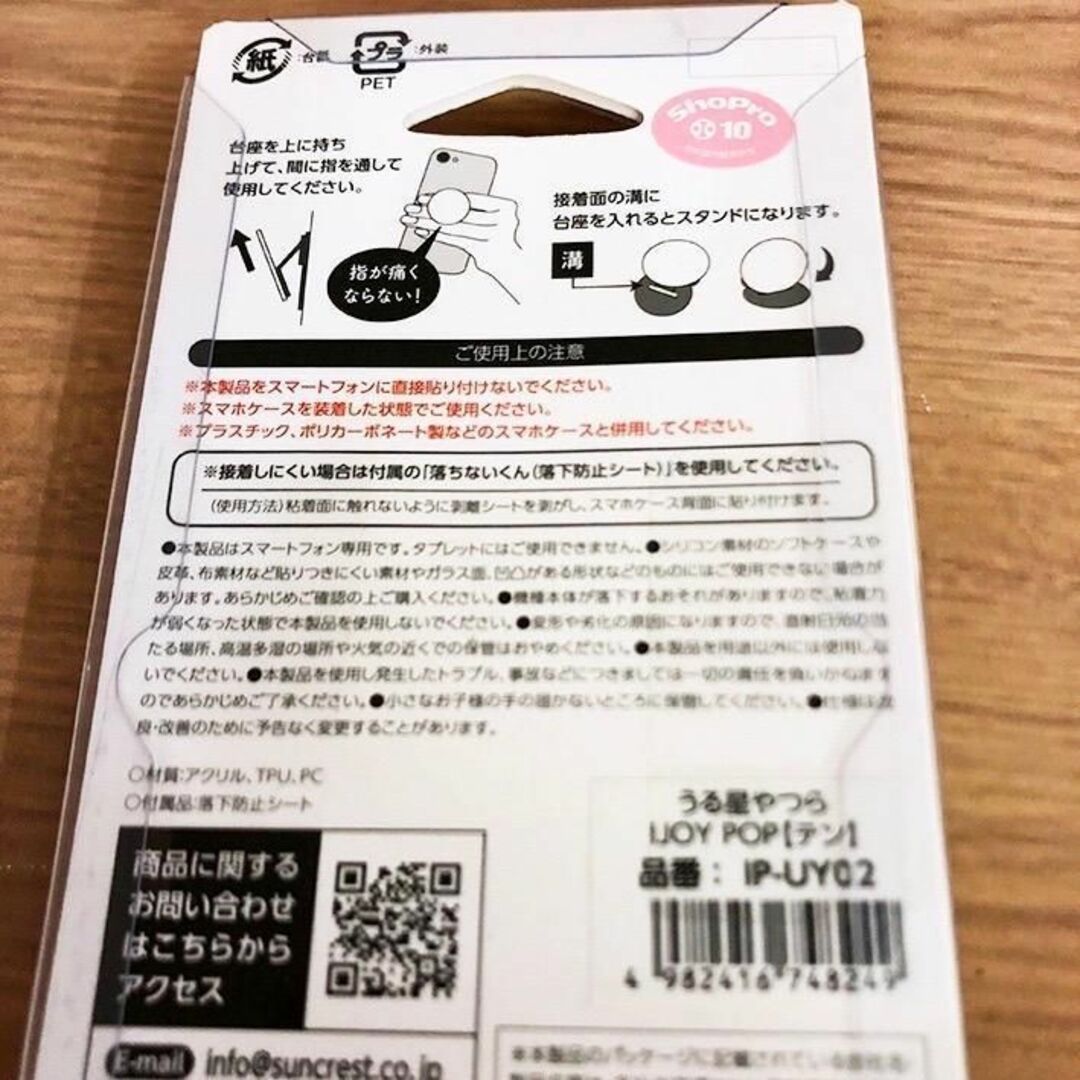 紙 :台紙
プラ :外装
PET
ShoPro
10
台座を上に持ち
上げて、間に指を通して
使用してください。
指が痛く
ならない!
接着面の溝に
台座を入れるとスタンドになります。
溝
ご使用上の注意
※本製品をスマートフォンに直接貼り付けないでください。
※スマホケースを装着した状態でご使用ください。
※プラスチック、ポリカーボネート製などのスマホケースと併用してください。
※接着しにくい場合は付属の「落ちないくん(落下防止シート)」を使用してください。
(使用方法)粘着面に触れないように剥離シートを剥がし、スマホケース背面に貼り付けます。
●本製品はスマートフォン専用です。タブレットにはご使用できません。●シリコン素材のソフトケースや
皮革、布素材など貼りつきにくい素材やガラス面、凹凸がある形状などのものにはご使用できない場合が
あります。あらかじめご確認の上ご購入ください。●機種本体が落下するおそれがありますので、粘着力
が弱くなった状態で本製品を使用しないでください。●変形や劣化の原因になりますので、直射日光の当
たる場所、高温多湿の場所や火気の近くでの保管はおやめください。●本製品を用途以外には使用しな
いでください。●本製品を使用し発生したトラブル、事故などにつきましては一切の責任を負いかねます
のであらかじめご了承ください。●小さなお子様の手の届かないところに保管してください。●仕様は改
良・改善のために予告なく変更することがあります。
○材質:アクリル、TPU、PC
○付属品:落下防止シート
商品に関する
お問い合わせ
はこちらから
アクセス
うる星やつら
IJOY POP【テン】
品番： IP-UY02
4 982416 748249
E-mail info@suncrest.co.jp
※本製品のパッケージに記載されている会社名